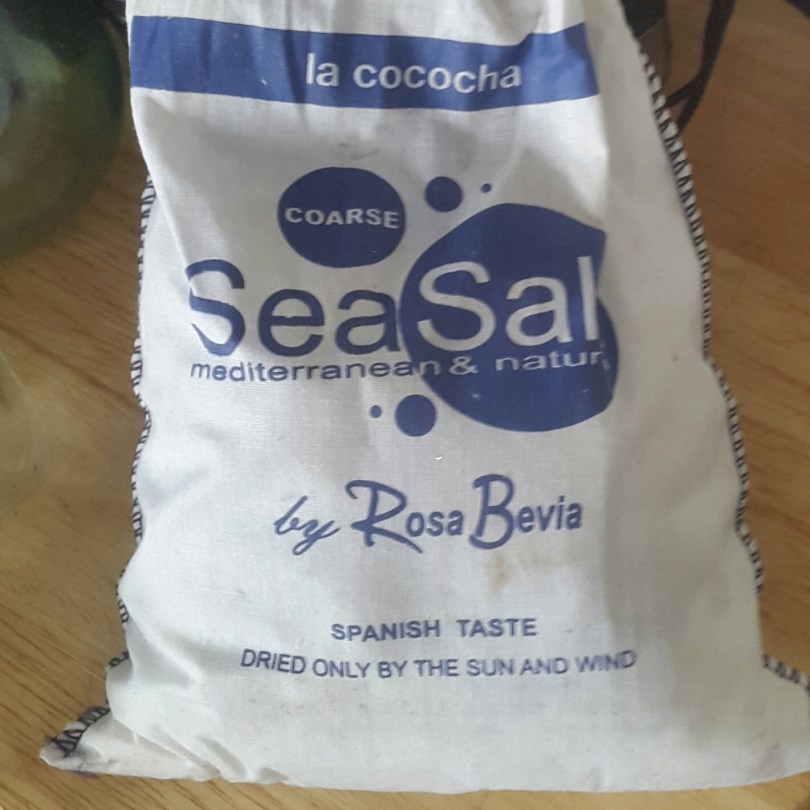 la cococha
COARSE
SeaSal
mediterranean & natur
by Rosa Bevia
SPANISH TASTE
DRIED ONLY BY THE SUN AND WIND